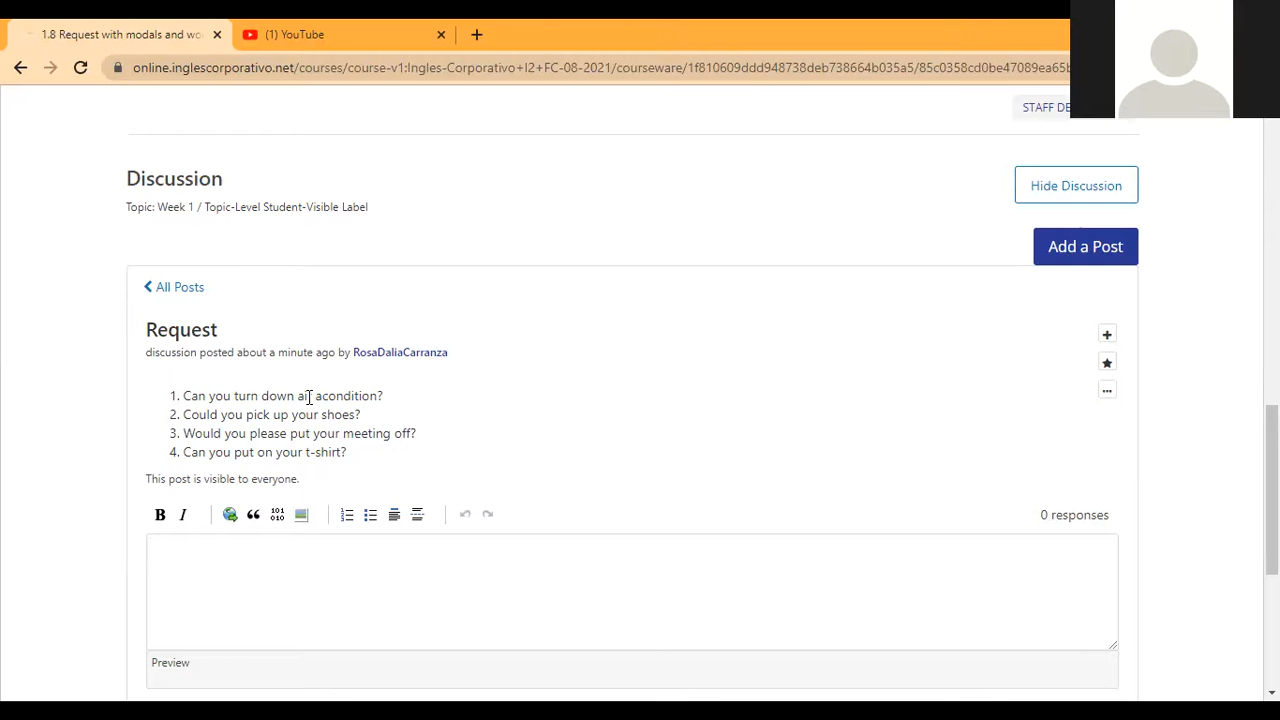 1.8 Request with modals and wo
(1) YouTube
online.inglescorporativo.net/courses/course-v1:Ingles-Corporativo+I2+FC-08-2021/courseware/1f810609ddd948738deb738664b035a5/85c0358cd0be47089ea65b
STAFF DE
Discussion
Hide Discussion
Topic: Week 1 / Topic-Level Student-Visible Label
Add a Post
All Posts
Request
discussion posted about a minute ago by RosaDaliaCarranza
1. Can you turn down air acondition?
2. Could you pick up your shoes?
3. Would you please put your meeting off?
4. Can you put on your t-shirt?
This post is visible to everyone.
B I 101 010
0 responses
Preview